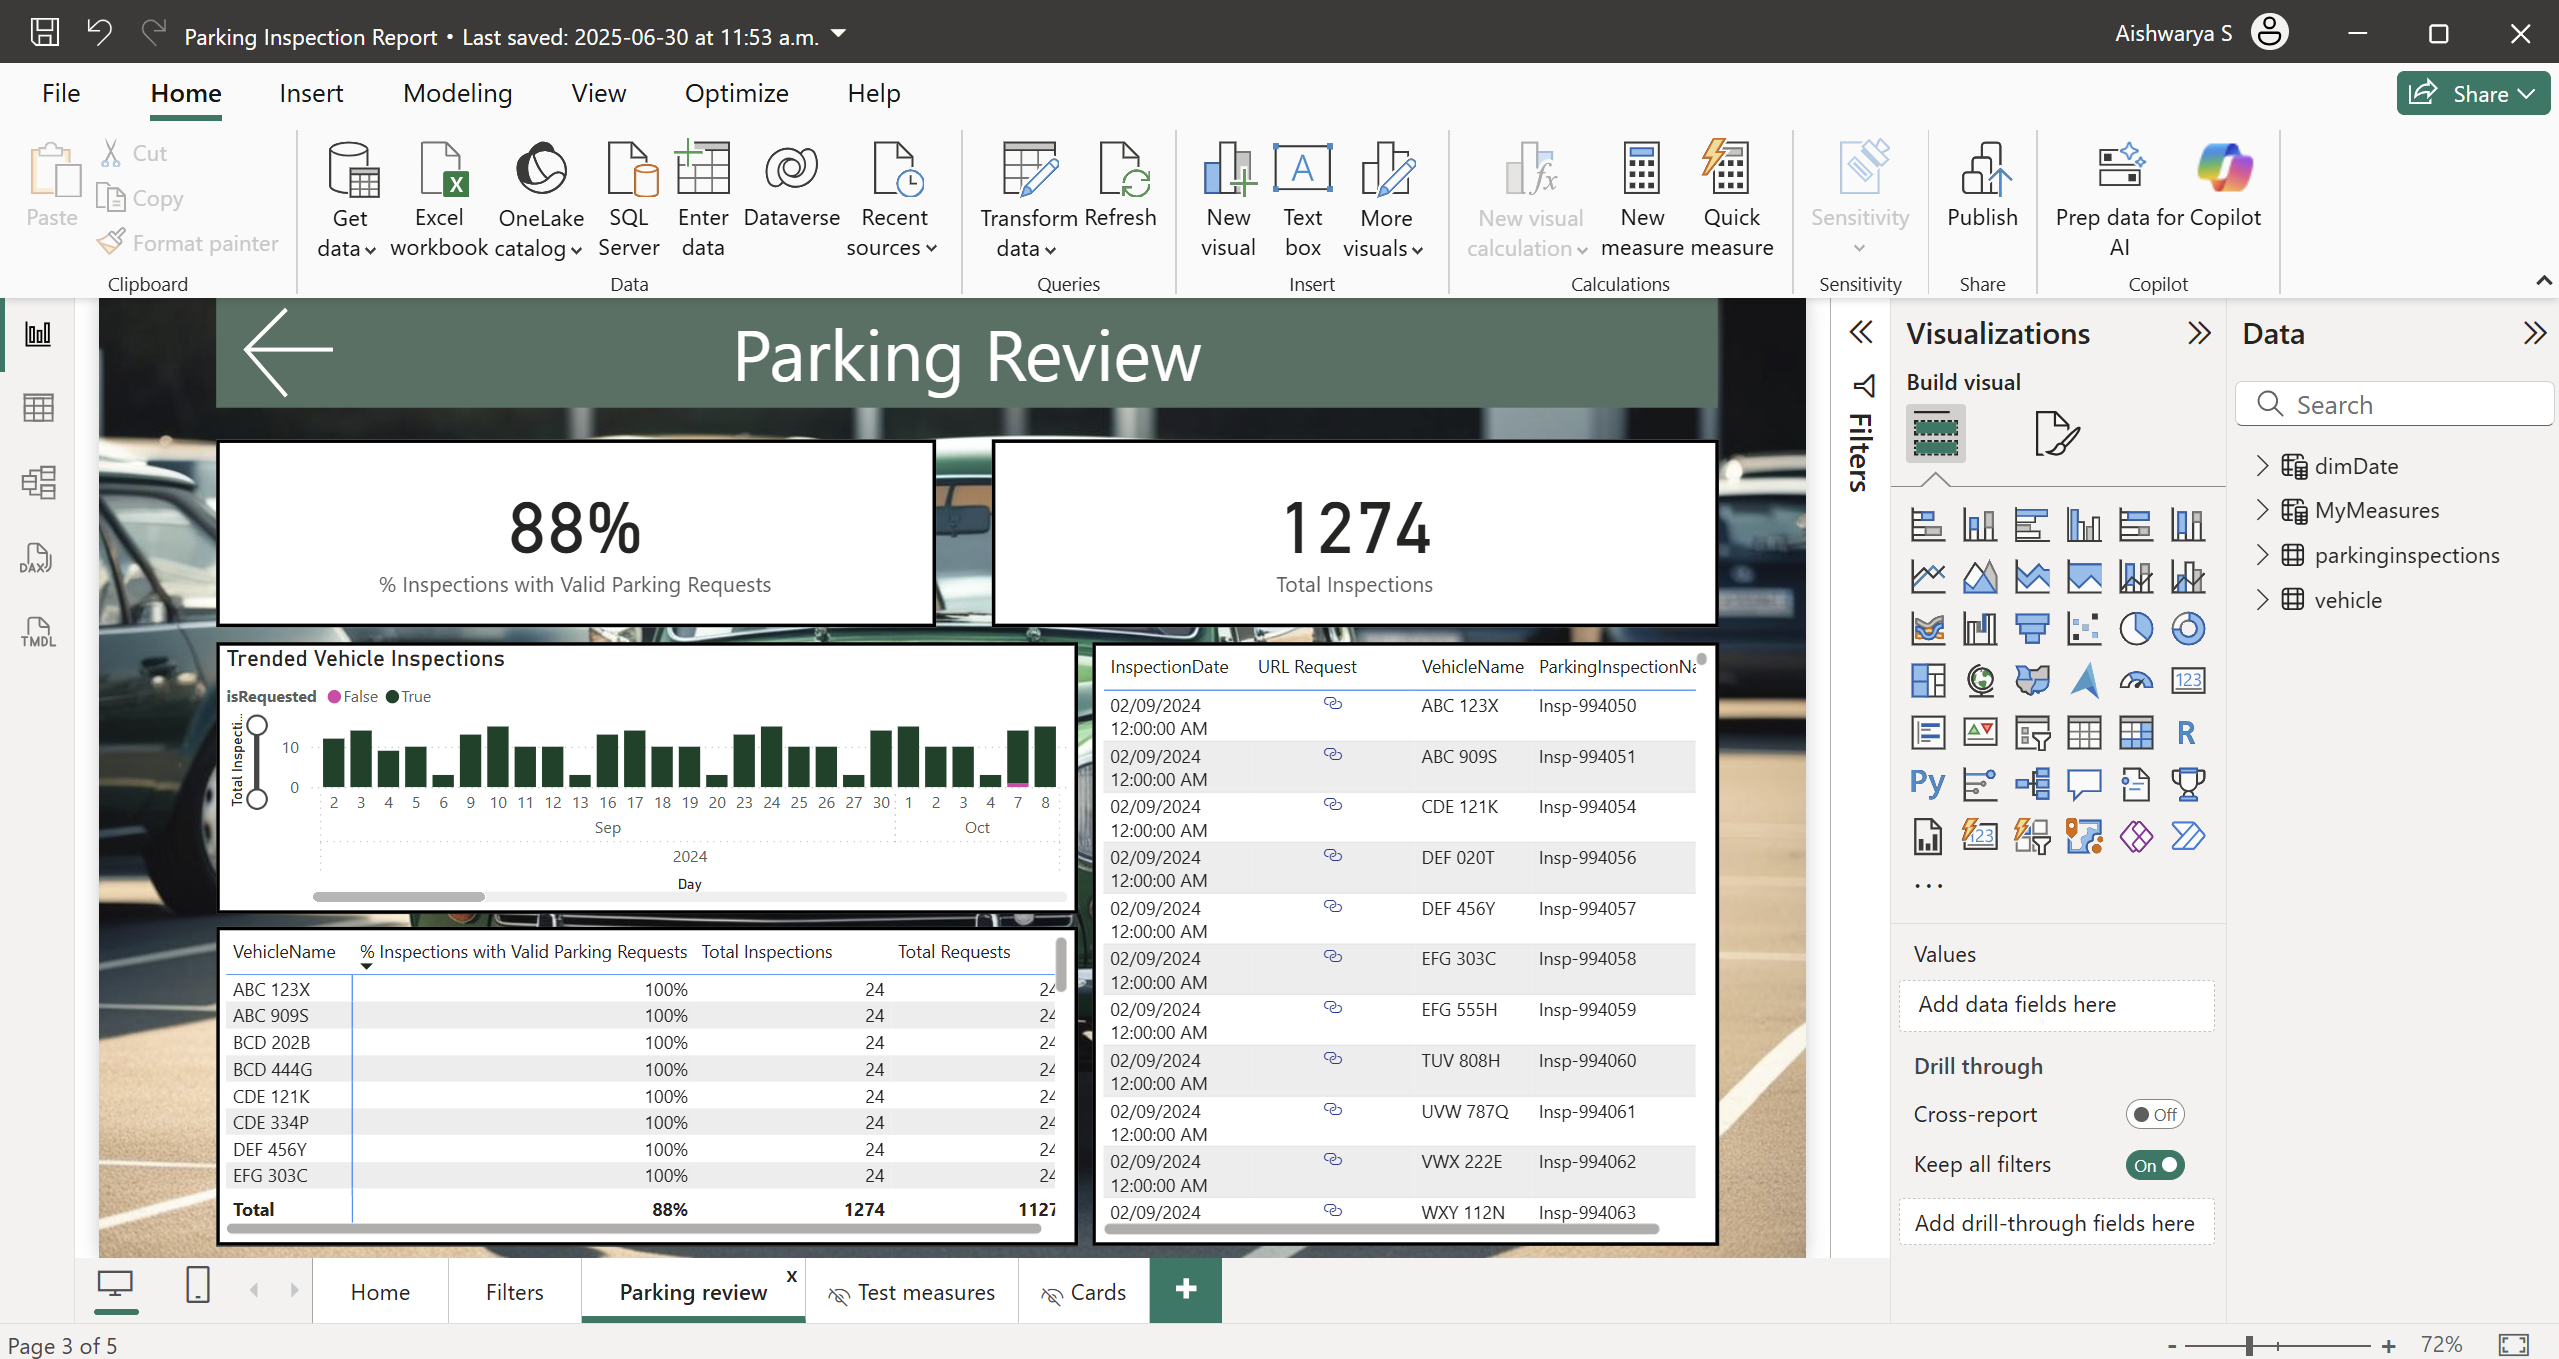 Parking Inspection Report • Last saved: 2025-06-30 at 11:53 a.m.
Aishwarya S
File Home Insert Modeling View Optimize Help
Share
Paste
Cut
Copy
Format painter
Clipboard
Get data
Excel workbook
OneLake catalog
SQL Server
Enter data
Dataverse
Recent sources
Data
Transform data
Refresh
Queries
New visual
Text box
More visuals
Insert
New visual calculation
New measure
Quick measure
Calculations
Sensitivity
Sensitivity
Publish
Share
Prep data for AI
Copilot
Copilot
DAX
TMDL
Parking Review
88%
% Inspections with Valid Parking Requests
1274
Total Inspections
Trended Vehicle Inspections
isRequested False True
Total Inspecti...
10
0
2 3 4 5 6 9 10 11 12 13 16 17 18 19 20 23 24 25 26 27 30 1 2 3 4 7 8
Sep Oct
2024
Day
VehicleName % Inspections with Valid Parking Requests Total Inspections Total Requests
ABC 123X 100% 24 24
ABC 909S 100% 24 24
BCD 202B 100% 24 24
BCD 444G 100% 24 24
CDE 121K 100% 24 24
CDE 334P 100% 24 24
DEF 456Y 100% 24 24
EFG 303C 100% 24 24
Total 88% 1274 1127
InspectionDate URL Request VehicleName ParkingInspectionNa
02/09/2024 12:00:00 AM ABC 123X Insp-994050
02/09/2024 12:00:00 AM ABC 909S Insp-994051
02/09/2024 12:00:00 AM CDE 121K Insp-994054
02/09/2024 12:00:00 AM DEF 020T Insp-994056
02/09/2024 12:00:00 AM DEF 456Y Insp-994057
02/09/2024 12:00:00 AM EFG 303C Insp-994058
02/09/2024 12:00:00 AM EFG 555H Insp-994059
02/09/2024 12:00:00 AM TUV 808H Insp-994060
02/09/2024 12:00:00 AM UVW 787Q Insp-994061
02/09/2024 12:00:00 AM VWX 222E Insp-994062
02/09/2024 WXY 112N Insp-994063
Filters
Visualizations
Build visual
123
R
Py
123
...
Values
Add data fields here
Drill through
Cross-report Off
Keep all filters On
Add drill-through fields here
Data
Search
dimDate
MyMeasures
parkinginspections
vehicle
Home Filters Parking review x Test measures Cards +
Page 3 of 5
- + 72%